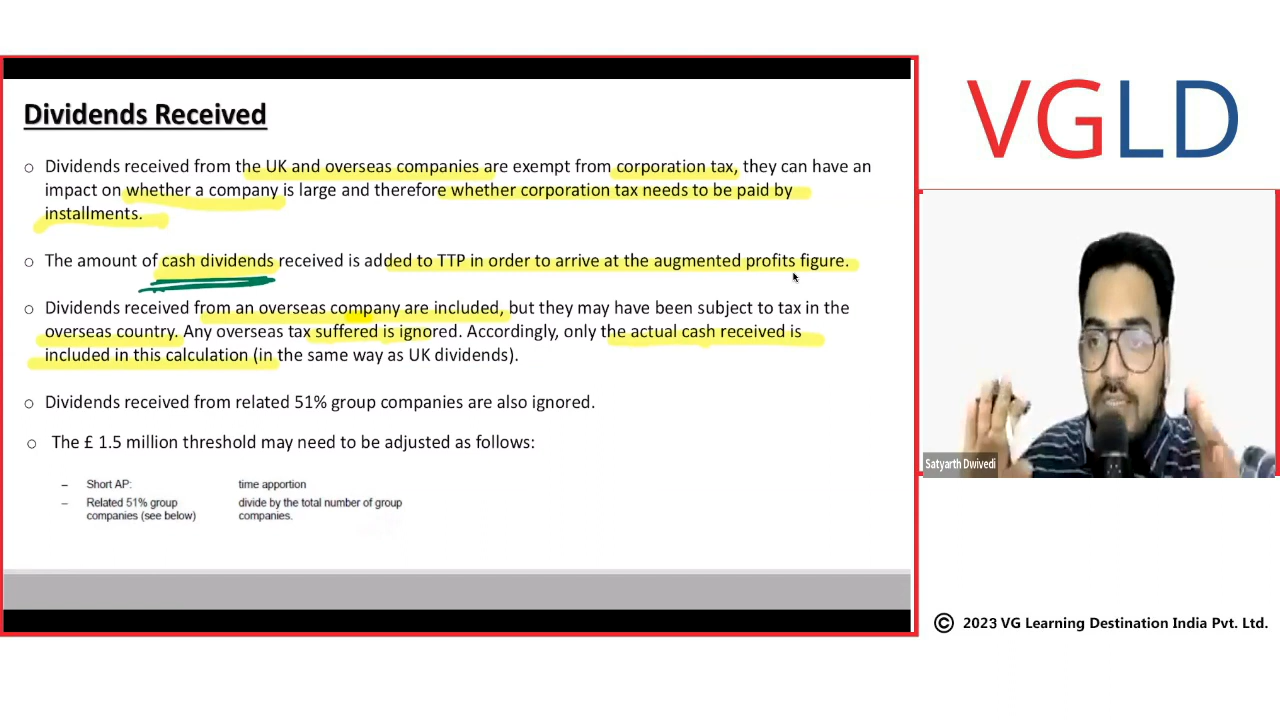 Dividends Received
o Dividends received from the UK and overseas companies are exempt from corporation tax, they can have an
impact on whether a company is large and therefore whether corporation tax needs to be paid by
installments.
o The amount of cash dividends received is added to TTP in order to arrive at the augmented profits figure.
o Dividends received from an overseas company are included, but they may have been subject to tax in the
overseas country. Any overseas tax suffered is ignored. Accordingly, only the actual cash received is
included in this calculation (in the same way as UK dividends).
o Dividends received from related 51% group companies are also ignored.
o The £ 1.5 million threshold may need to be adjusted as follows:
– Short AP: time apportion
– Related 51% group divide by the total number of group
companies (see below) companies.
VGLD
Satyarth Dwivedi
© 2023 VG Learning Destination India Pvt. Ltd.